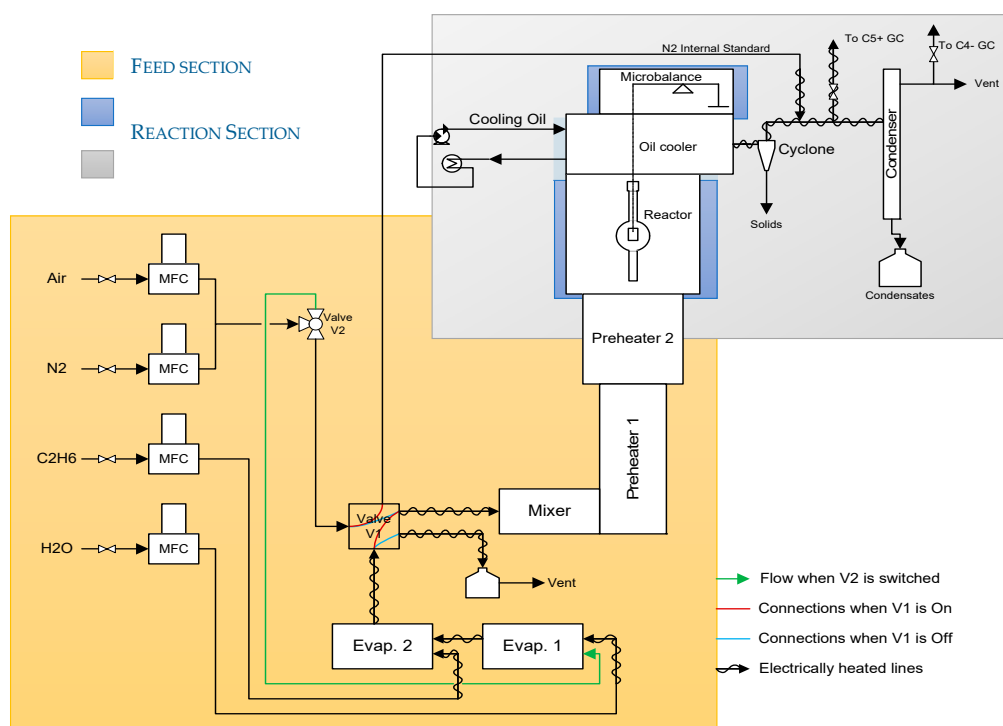 FEED SECTION
REACTION SECTION
N2 Internal Standard
To C5+ GC
To C4- GC
Vent
Microbalance
Cooling Oil
Oil cooler
Cyclone
Condenser
Reactor
Solids
Condensates
Air
MFC
Valve
V2
N2
MFC
Preheater 2
C2H6
MFC
Preheater 1
H2O
MFC
Valve
V1
Mixer
Vent
Evap. 2
Evap. 1
Flow when V2 is switched
Connections when V1 is On
Connections when V1 is Off
Electrically heated lines